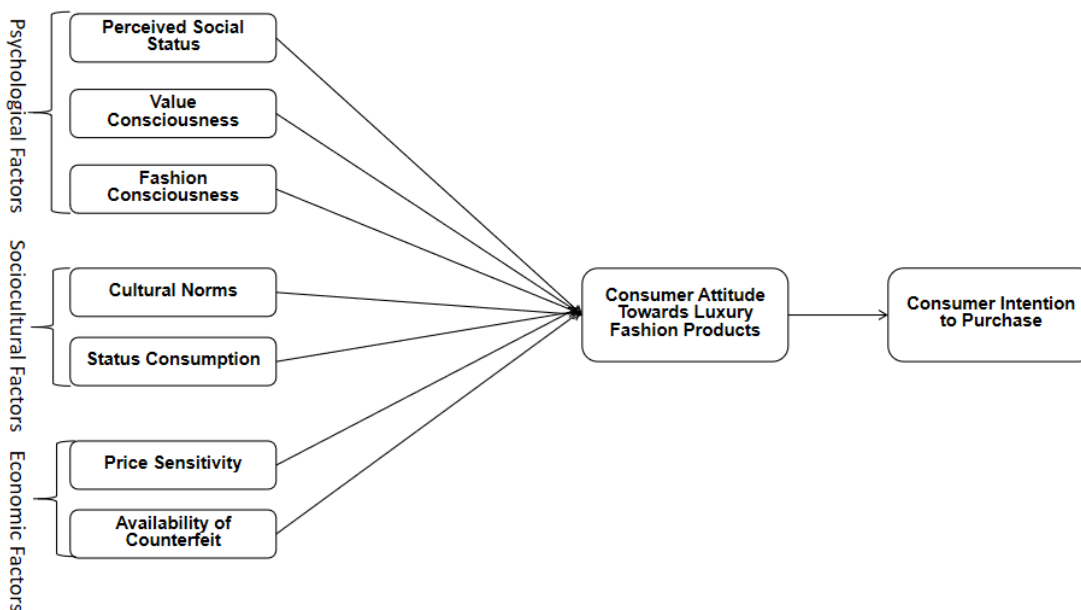 Psychological Factors
Perceived Social
Status
Value
Consciousness
Fashion
Consciousness
Sociocultural Factors
Cultural Norms
Status Consumption
Economic Factors
Price Sensitivity
Availability of
Counterfeit
Consumer Attitude
Towards Luxury
Fashion Products
Consumer Intention
to Purchase